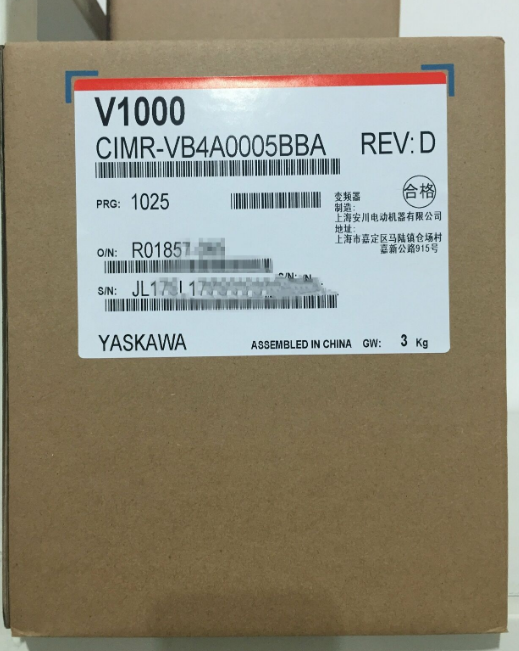 V1000
CIMR-VB4A0005BBA REV: D
PRG: 1025
变频器
合格
制造:
上海安川电动机器有限公司
地址:
上海市嘉定区马陆镇仓场村
嘉新公路915号
O/N: R01857
S/N:
S/N:
YASKAWA ASSEMBLED IN CHINA GW: 3 Kg